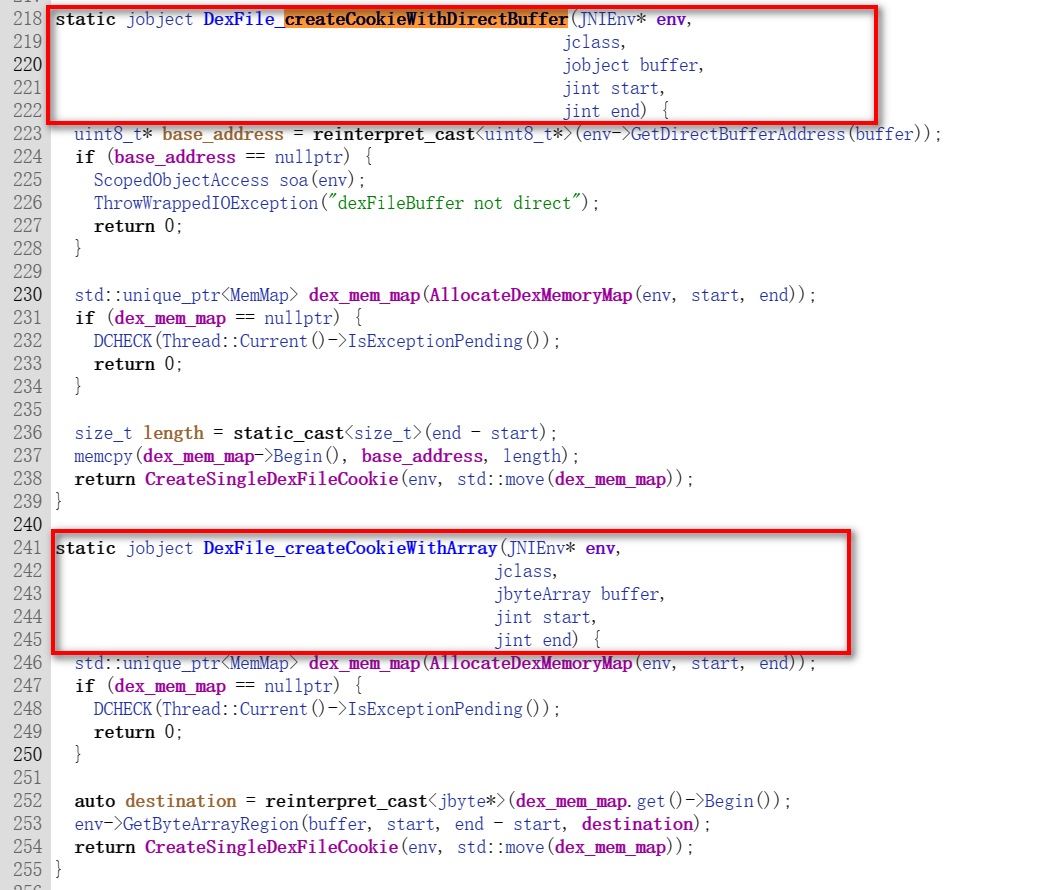 218 static jobject DexFile_createCookieWithDirectBuffer(JNIEnv* env,
219                                                     jclass,
220                                                     jobject buffer,
221                                                     jint start,
222                                                     jint end) {
223   uint8_t* base_address = reinterpret_cast<uint8_t*>(env->GetDirectBufferAddress(buffer));
224   if (base_address == nullptr) {
225     ScopedObjectAccess soa(env);
226     ThrowWrappedIOException("dexFileBuffer not direct");
227     return 0;
228   }
229
230   std::unique_ptr<MemMap> dex_mem_map(AllocateDexMemoryMap(env, start, end));
231   if (dex_mem_map == nullptr) {
232     DCHECK(Thread::Current()->IsExceptionPending());
233     return 0;
234   }
235
236   size_t length = static_cast<size_t>(end - start);
237   memcpy(dex_mem_map->Begin(), base_address, length);
238   return CreateSingleDexFileCookie(env, std::move(dex_mem_map));
239 }
240
241 static jobject DexFile_createCookieWithArray(JNIEnv* env,
242                                              jclass,
243                                              jbyteArray buffer,
244                                              jint start,
245                                              jint end) {
246   std::unique_ptr<MemMap> dex_mem_map(AllocateDexMemoryMap(env, start, end));
247   if (dex_mem_map == nullptr) {
248     DCHECK(Thread::Current()->IsExceptionPending());
249     return 0;
250   }
251
252   auto destination = reinterpret_cast<jbyte*>(dex_mem_map.get()->Begin());
253   env->GetByteArrayRegion(buffer, start, end - start, destination);
254   return CreateSingleDexFileCookie(env, std::move(dex_mem_map));
255 }